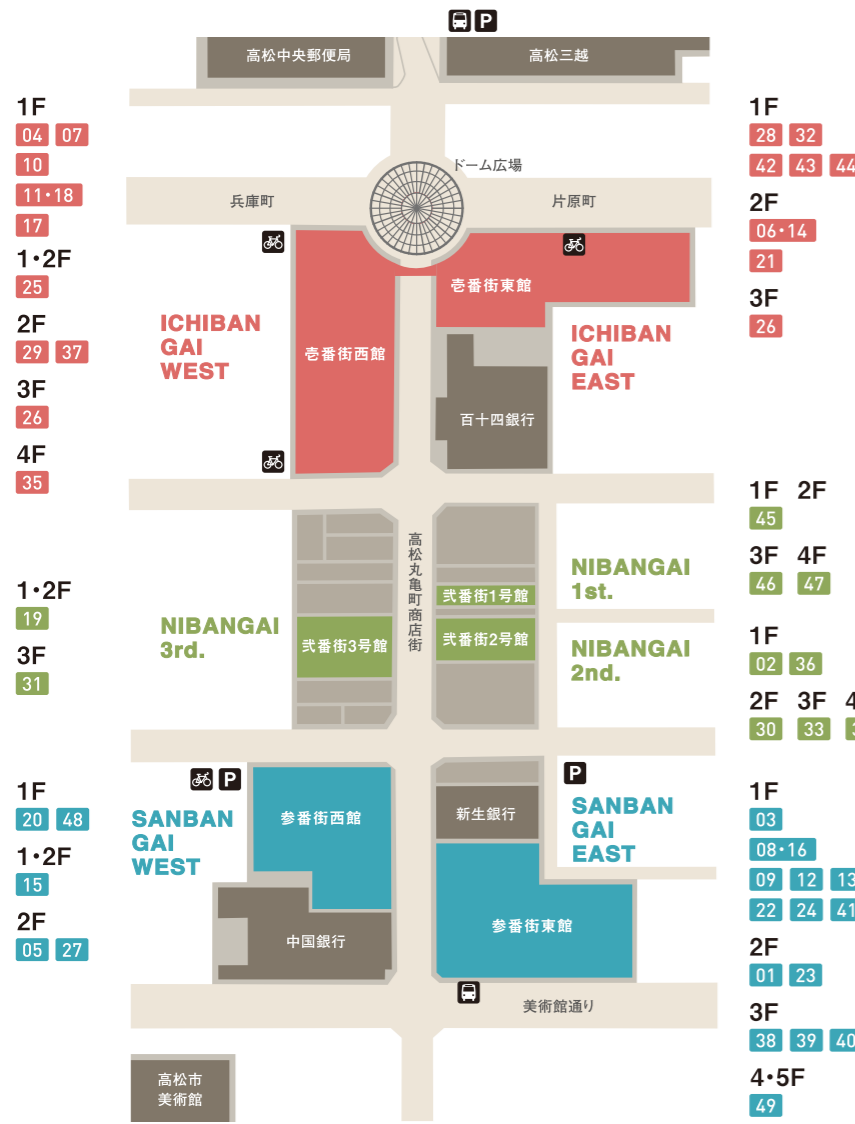 P
高松中央郵便局
高松三越
ドーム広場
兵庫町
片原町
1F
04 07
10
11・18
17
1・2F
25
2F
29 37
3F
26
4F
35
ICHIBAN
GAI
WEST
壱番街西館
壱番街東館
ICHIBAN
GAI
EAST
百十四銀行
1F
28 32
42 43 44
2F
06・14
21
3F
26
高松丸亀町商店街
1・2F
19
3F
31
NIBANGAI
3rd.
弐番街3号館
弐番街1号館
弐番街2号館
NIBANGAI
1st.
NIBANGAI
2nd.
1F 2F
45
3F 4F
46 47
1F
02 36
2F 3F 4
30 33
1F
20 48
1・2F
15
2F
05 27
P
SANBAN
GAI
WEST
参番街西館
中国銀行
新生銀行
参番街東館
P
SANBAN
GAI
EAST
1F
03
08・16
09 12 13
22 24 41
2F
01 23
3F
38 39 40
4・5F
49
美術館通り
高松市
美術館